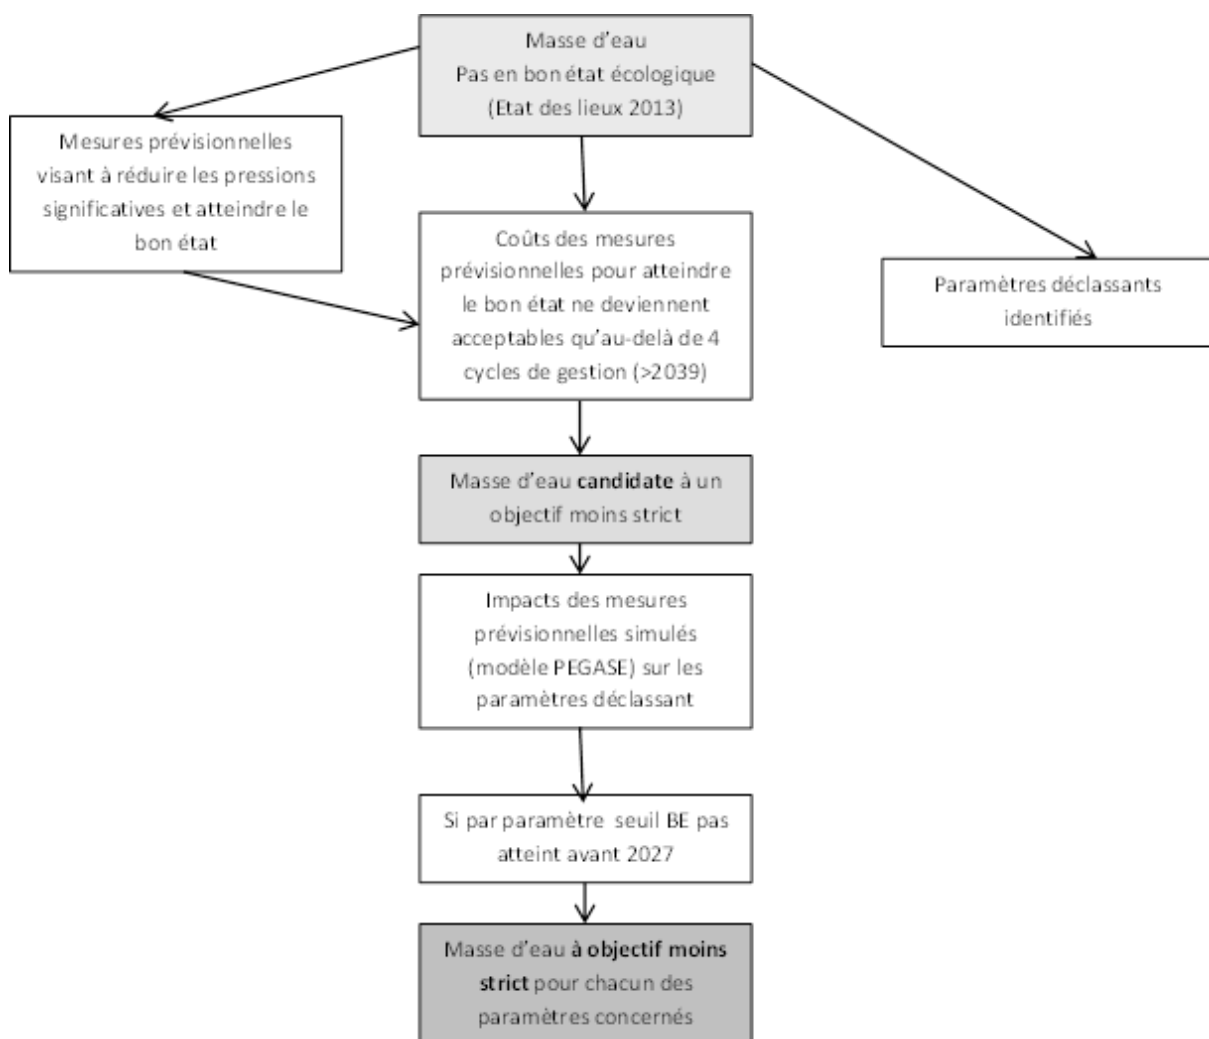 Masse d'eau
Pas en bon état écologique
(Etat des lieux 2013)
Mesures prévisionnelles
visant à réduire les pressions
significatives et atteindre le
bon état
Coûts des mesures
prévisionnelles pour atteindre
le bon état ne deviennent
acceptables qu'au-delà de 4
cycles de gestion (>2039)
Paramètres déclassants
identifiés
Masse d'eau candidate à un
objectif moins strict
Impacts des mesures
prévisionnelles simulés
(modèle PEGASE) sur les
paramètres déclassant
Si par paramètre seuil BE pas
atteint avant 2027
Masse d'eau à objectif moins
strict pour chacun des
paramètres concernés